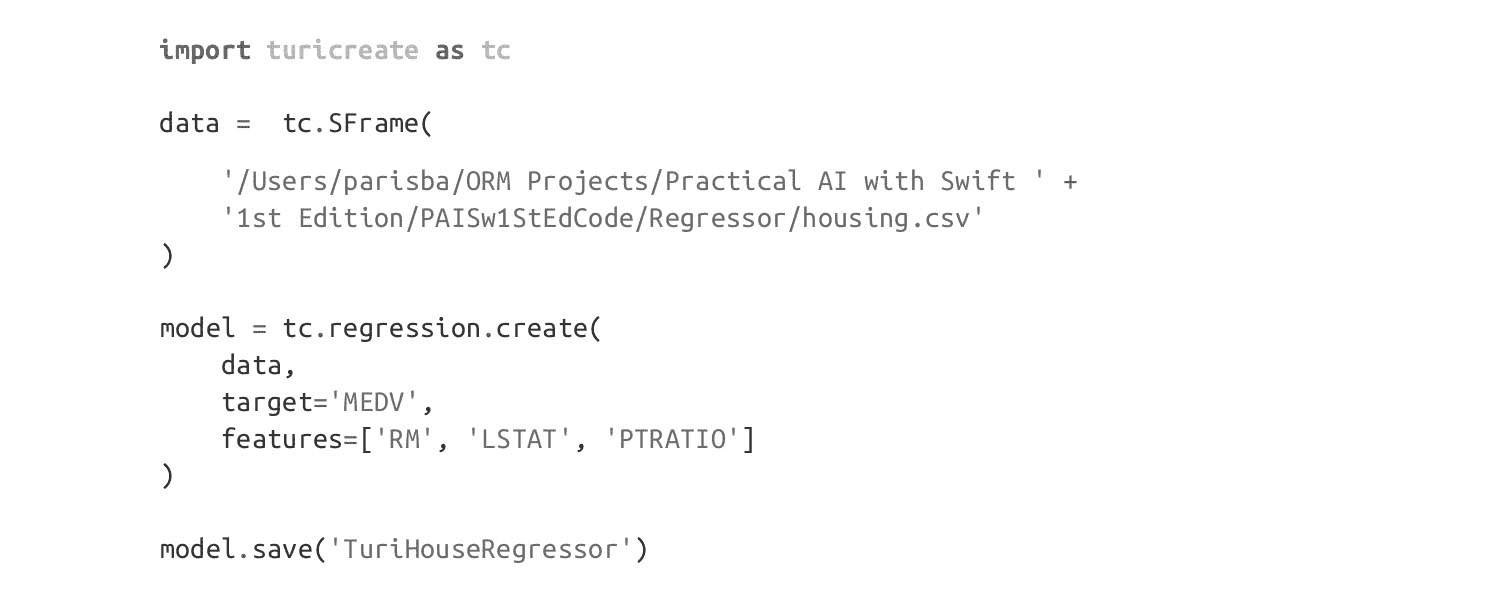 import turicreate as tc
data =  tc.SFrame(
    '/Users/parisba/ORM Projects/Practical AI with Swift ' +
    '1st Edition/PAISw1StEdCode/Regressor/housing.csv'
)
model = tc.regression.create(
    data,
    target='MEDV',
    features=['RM', 'LSTAT', 'PTRATIO']
)
model.save('TuriHouseRegressor')